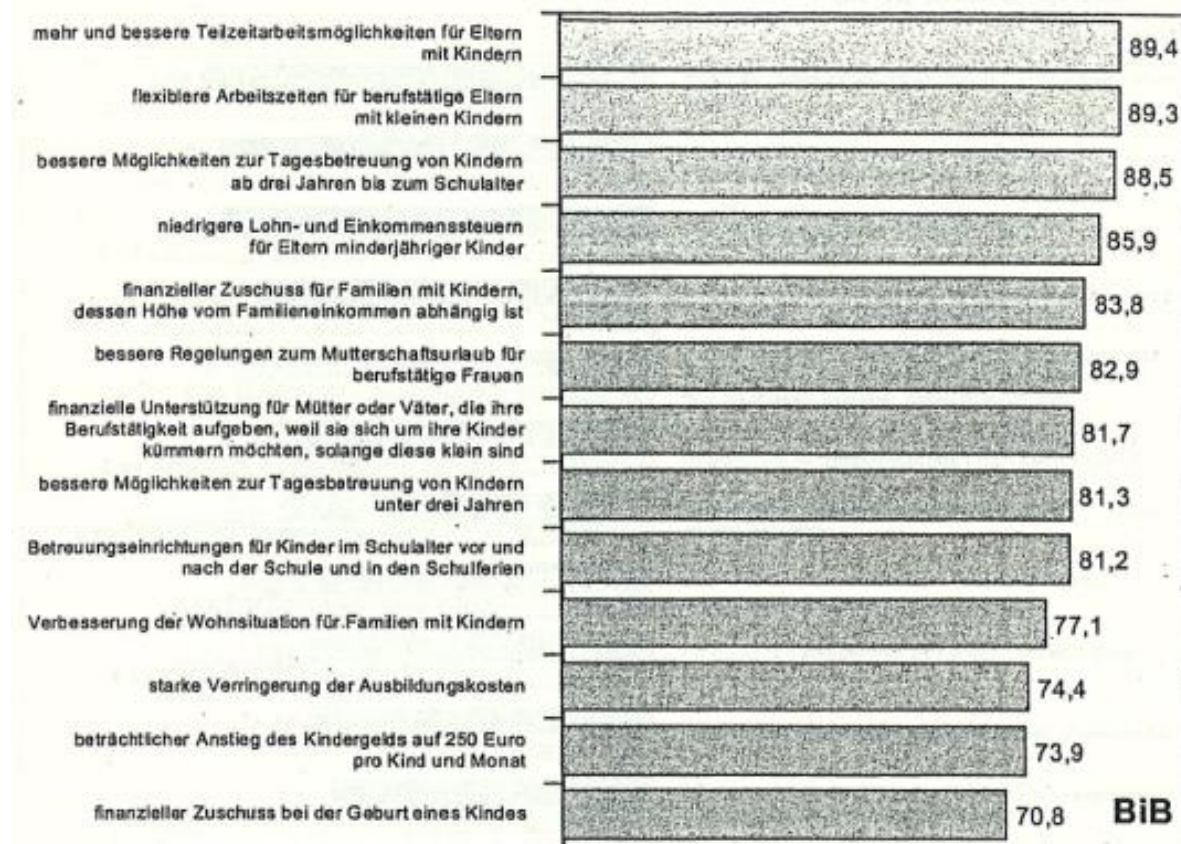 mehr und bessere Teilzeitarbeitsmöglichkeiten für Eltern
mit Kindern
89,4
flexiblere Arbeitszeiten für berufstätige Eltern
mit kleinen Kindern
89,3
bessere Möglichkeiten zur Tagesbetreuung von Kindern
ab drei Jahren bis zum Schulalter
88,5
niedrigere Lohn- und Einkommenssteuern
für Eltern minderjähriger Kinder
85,9
finanzieller Zuschuss für Familien mit Kindern,
dessen Höhe vom Familieneinkommen abhängig ist
83,8
bessere Regelungen zum Mutterschaftsurlaub für
berufstätige Frauen
82,9
finanzielle Unterstützung für Mütter oder Väter, die ihre
Berufstätigkeit aufgeben, weil sie sich um ihre Kinder
kümmern möchten, solange diese klein sind
81,7
bessere Möglichkeiten zur Tagesbetreuung von Kindern
unter drei Jahren
81,3
Betreuungseinrichtungen für Kinder im Schulalter vor und
nach der Schule und in den Schulferien
81,2
Verbesserung der Wohnsituation für Familien mit Kindern
77,1
starke Verringerung der Ausbildungskosten
74,4
beträchtlicher Anstieg des Kindergelds auf 250 Euro
pro Kind und Monat
73,9
finanzieller Zuschuss bei der Geburt eines Kindes
70,8
BiB